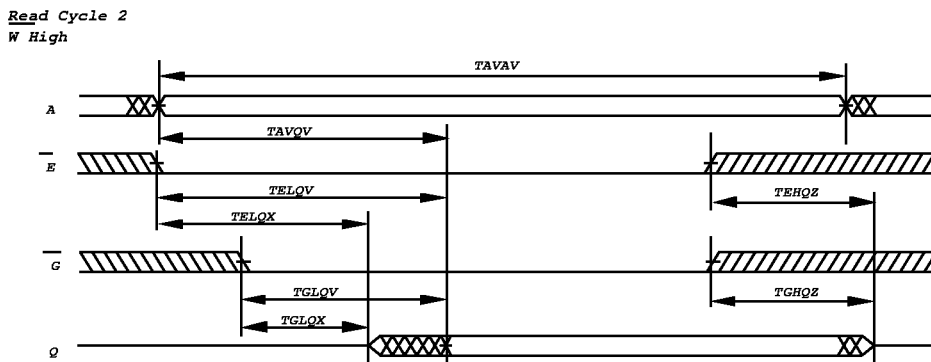 Read Cycle 2
W High
TAVAV
A
TAVQV
E
TELQV
TEHQZ
TELQX
G
TGLQV
TGHQZ
TGLQX
Q